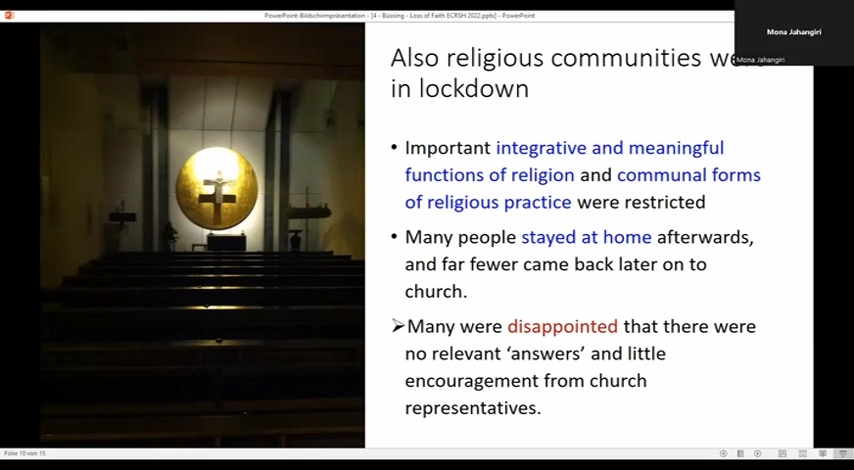 PowerPoint-Bildschirmpräsentation - [4 - Büssing - Loss of Faith ECRSH 2022.pptx] - PowerPoint
Mona Jahangiri
Mona Jahangiri
Also religious communities
in lockdown
• Important integrative and meaningful
functions of religion and communal forms
of religious practice were restricted
• Many people stayed at home afterwards,
and far fewer came back later on to
church.
➢Many were disappointed that there were
no relevant ‘answers’ and little
encouragement from church
representatives.
Folie 10 von 15